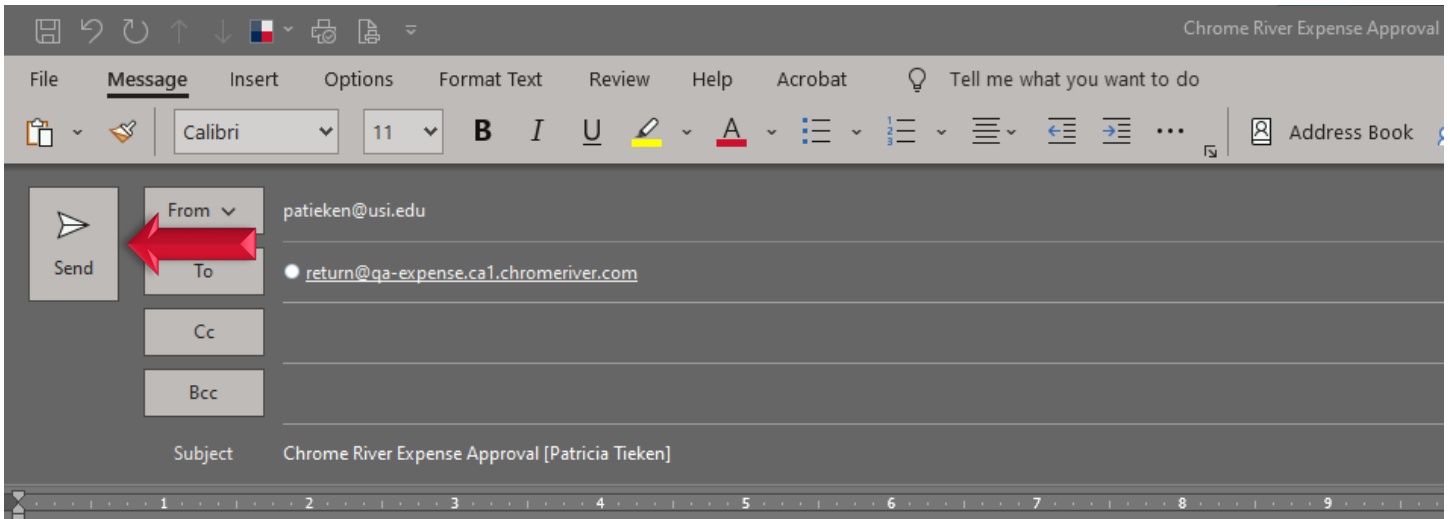 Chrome River Expense Approval
File Message Insert Options Format Text Review Help Acrobat Tell me what you want to do
Calibri 11 B I U A Address Book
From patieken@usi.edu
Send
To return@qa-expense.ca1.chromeriver.com
Cc
Bcc
Subject Chrome River Expense Approval [Patricia Tieken]
1 2 3 4 5 6 7 8 9